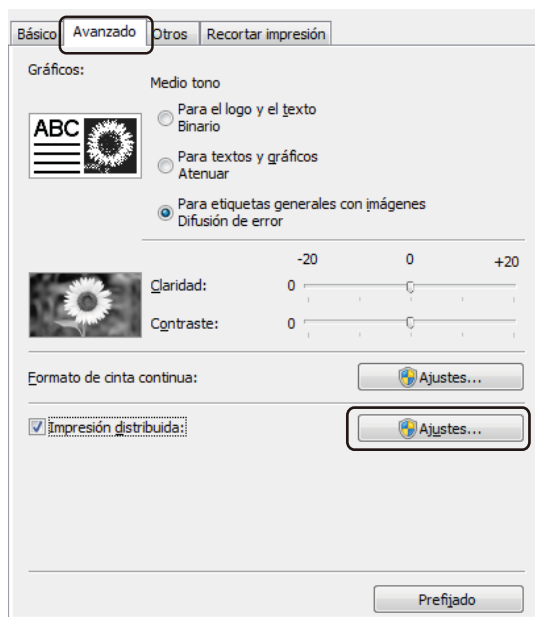 Básico Avanzado Otros Recortar impresión
Gráficos:
Medio tono
ABC
Para el logo y el texto
Binario
Para textos y gráficos
Atenuar
Para etiquetas generales con imágenes
Difusión de error
-20 0 +20
Claridad: 0
Contraste: 0
Formato de cinta continua: Ajustes...
Impresión distribuida: Ajustes...
Prefijado